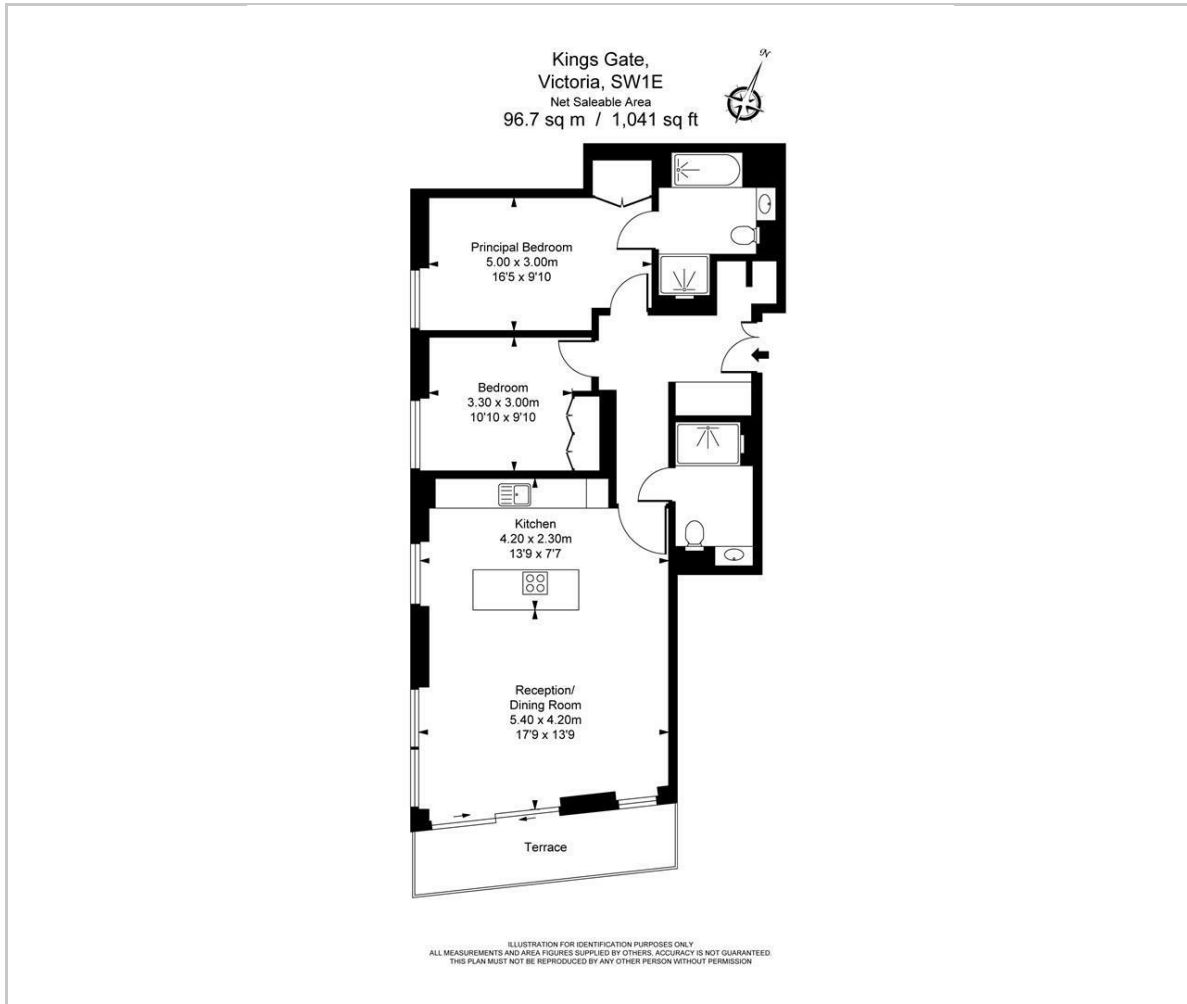 Kings Gate,
Victoria, SW1E
Net Saleable Area
96.7 sq m / 1,041 sq ft
N
Principal Bedroom
5.00 x 3.00m
16'5 x 9'10
Bedroom
3.30 x 3.00m
10'10 x 9'10
Kitchen
4.20 x 2.30m
13'9 x 7'7
Reception/
Dining Room
5.40 x 4.20m
17'9 x 13'9
Terrace
ILLUSTRATION FOR IDENTIFICATION PURPOSES ONLY
ALL MEASUREMENTS AND AREA FIGURES SUPPLIED BY OTHERS, ACCURACY IS NOT GUARANTEED.
THIS PLAN MUST NOT BE REPRODUCED BY ANY OTHER PERSON WITHOUT PERMISSION